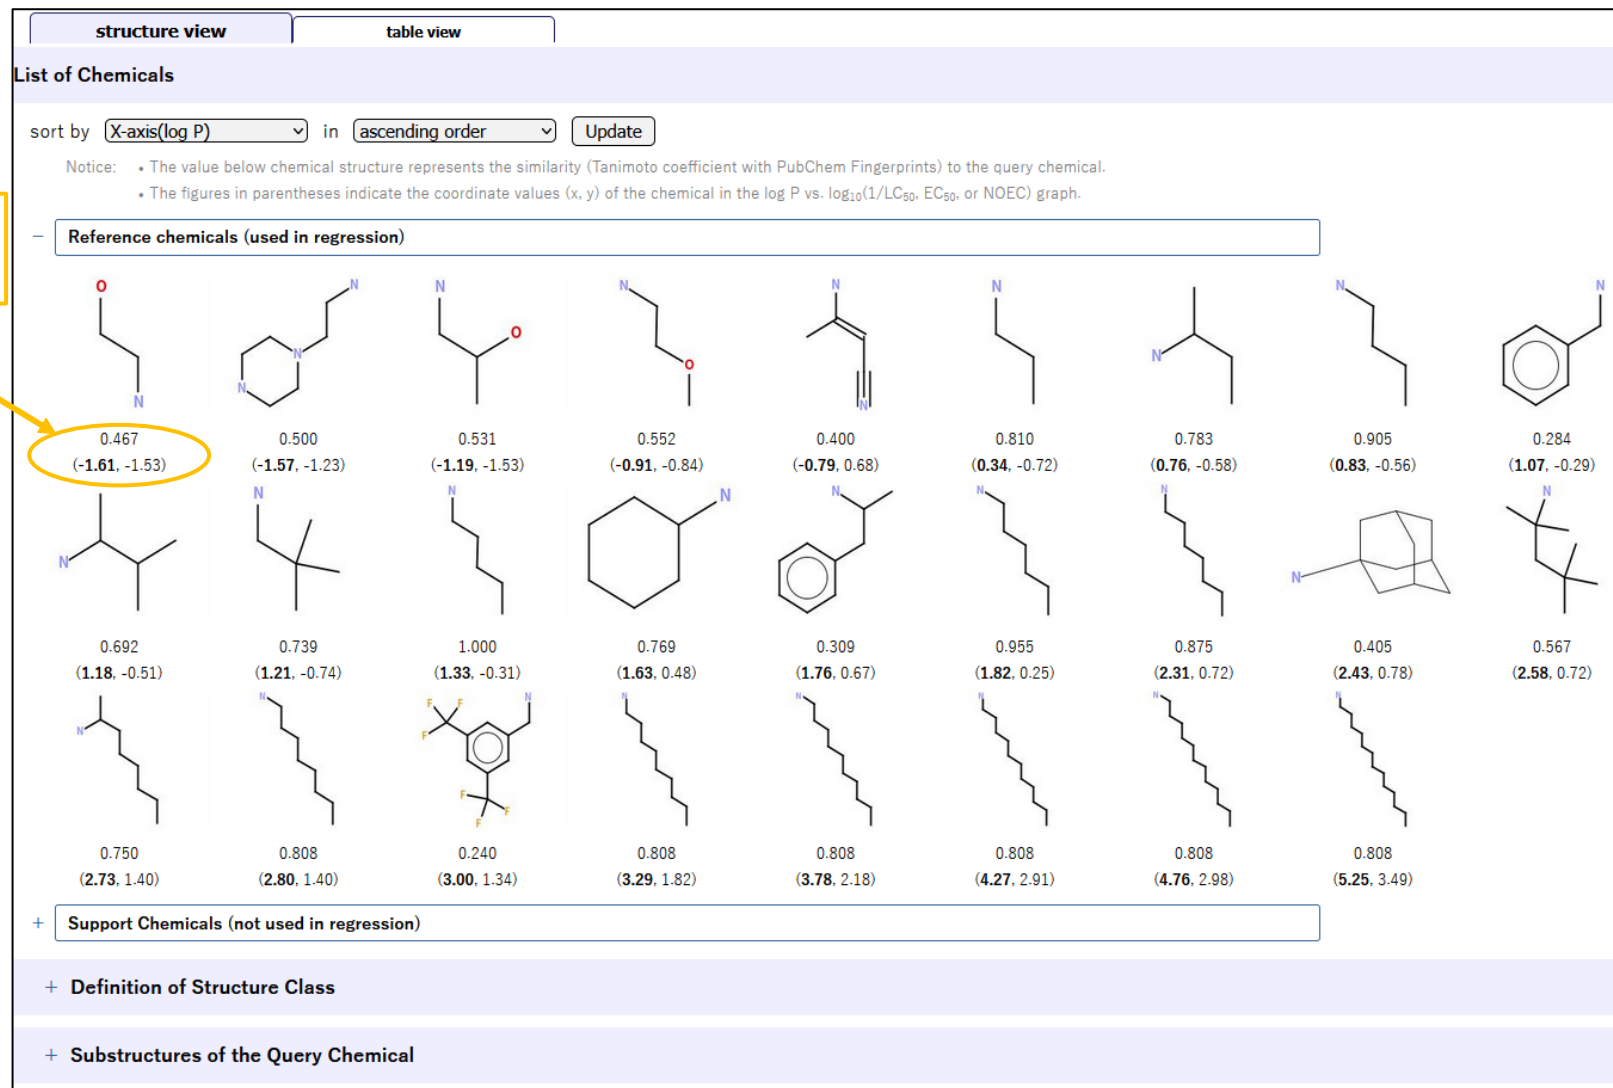 structure view table view
List of Chemicals
sort by X-axis(log P) in ascending order Update
Notice: • The value below chemical structure represents the similarity (Tanimoto coefficient with PubChem Fingerprints) to the query chemical.
• The figures in parentheses indicate the coordinate values (x, y) of the chemical in the log P vs. log₁₀(1/LC₅₀, EC₅₀, or NOEC) graph.
− Reference chemicals (used in regression)
O N N N N N N
O
N N O N
N N N
0.467 0.500 0.531 0.552 0.400 0.810 0.783 0.905 0.284
(-1.61, -1.53) (-1.57, -1.23) (-1.19, -1.53) (-0.91, -0.84) (-0.79, 0.68) (0.34, -0.72) (0.76, -0.58) (0.83, -0.56) (1.07, -0.29)
N N N N N N N
N N
0.692 0.739 1.000 0.769 0.309 0.955 0.875 0.405 0.567
(1.18, -0.51) (1.21, -0.74) (1.33, -0.31) (1.63, 0.48) (1.76, 0.67) (1.82, 0.25) (2.31, 0.72) (2.43, 0.78) (2.58, 0.72)
N F F N N N N N N
N F
F F
F
0.750 0.808 0.240 0.808 0.808 0.808 0.808 0.808
(2.73, 1.40) (2.80, 1.40) (3.00, 1.34) (3.29, 1.82) (3.78, 2.18) (4.27, 2.91) (4.76, 2.98) (5.25, 3.49)
+ Support Chemicals (not used in regression)
+ Definition of Structure Class
+ Substructures of the Query Chemical